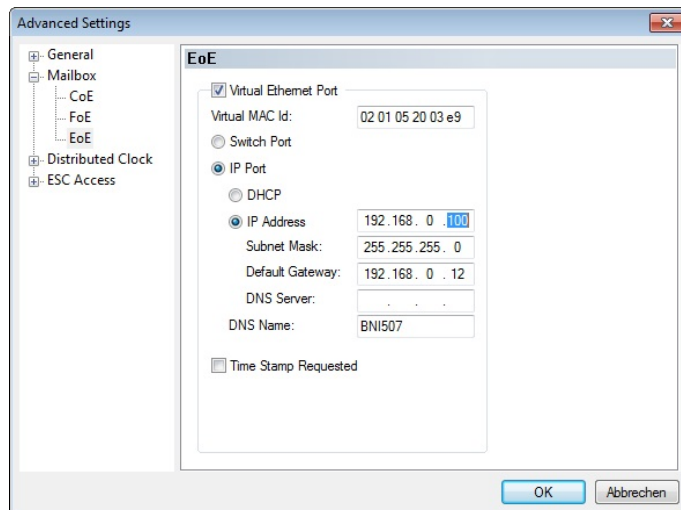 Advanced Settings
General
Mailbox
CoE
FoE
EoE
Distributed Clock
ESC Access
EoE
Virtual Ethernet Port
Virtual MAC Id: 02 01 05 20 03 e9
Switch Port
IP Port
DHCP
IP Address 192.168. 0 .100
Subnet Mask: 255.255.255. 0
Default Gateway: 192.168. 0 . 12
DNS Server: . . .
DNS Name: BNI507
Time Stamp Requested
OK Abbrechen